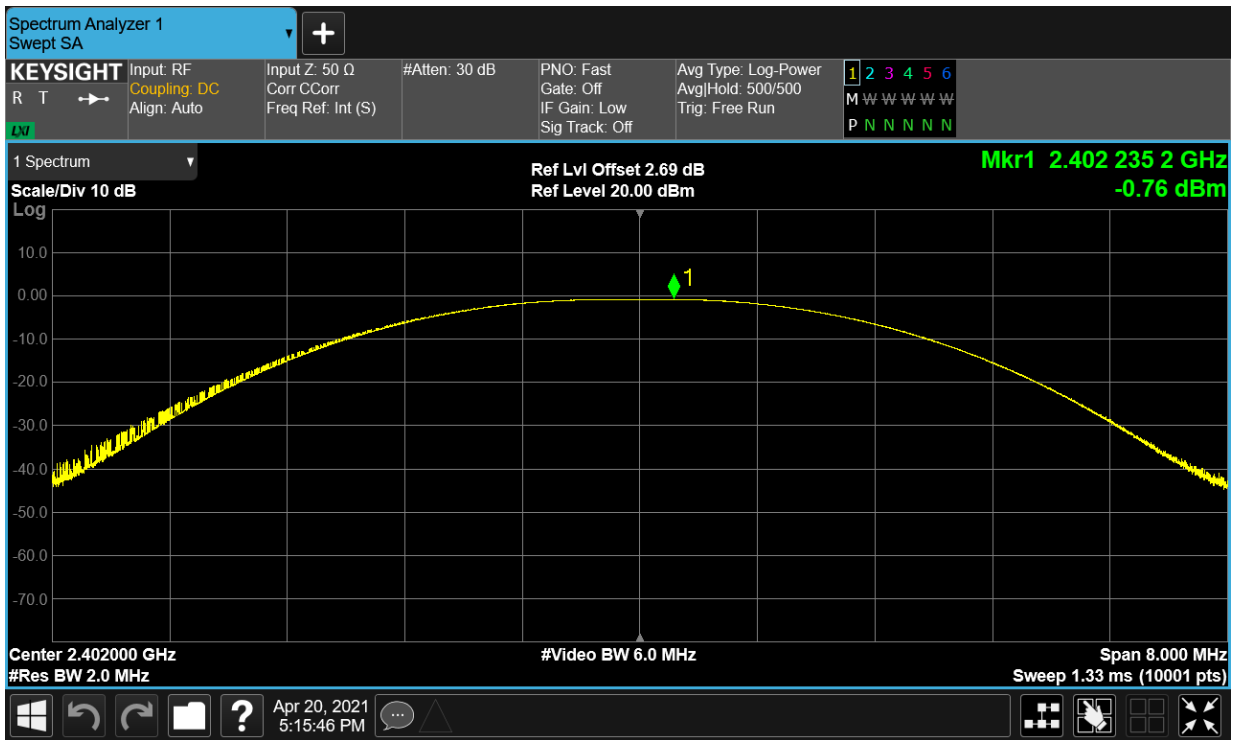 Spectrum Analyzer 1
Swept SA
KEYSIGHT
R T
LXI
Input: RF
Coupling: DC
Align: Auto
Input Z: 50 Ω
Corr CCorr
Freq Ref: Int (S)
#Atten: 30 dB
PNO: Fast
Gate: Off
IF Gain: Low
Sig Track: Off
Avg Type: Log-Power
Avg|Hold: 500/500
Trig: Free Run
1 2 3 4 5 6
M W W W W W
P N N N N N
1 Spectrum
Scale/Div 10 dB
Log
Ref Lvl Offset 2.69 dB
Ref Level 20.00 dBm
Mkr1 2.402 235 2 GHz
-0.76 dBm
10.0
0.00
-10.0
-20.0
-30.0
-40.0
-50.0
-60.0
-70.0
1
Center 2.402000 GHz
#Res BW 2.0 MHz
#Video BW 6.0 MHz
Span 8.000 MHz
Sweep 1.33 ms (10001 pts)
?
Apr 20, 2021
5:15:46 PM